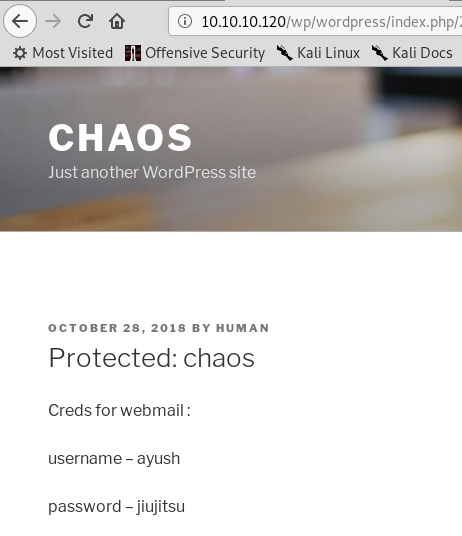 10.10.10.120/wp/wordpress/index.php/2
Most Visited Offensive Security Kali Linux Kali Docs
CHAOS
Just another WordPress site
OCTOBER 28, 2018 BY HUMAN
Protected: chaos
Creds for webmail :
username – ayush
password – jiujitsu